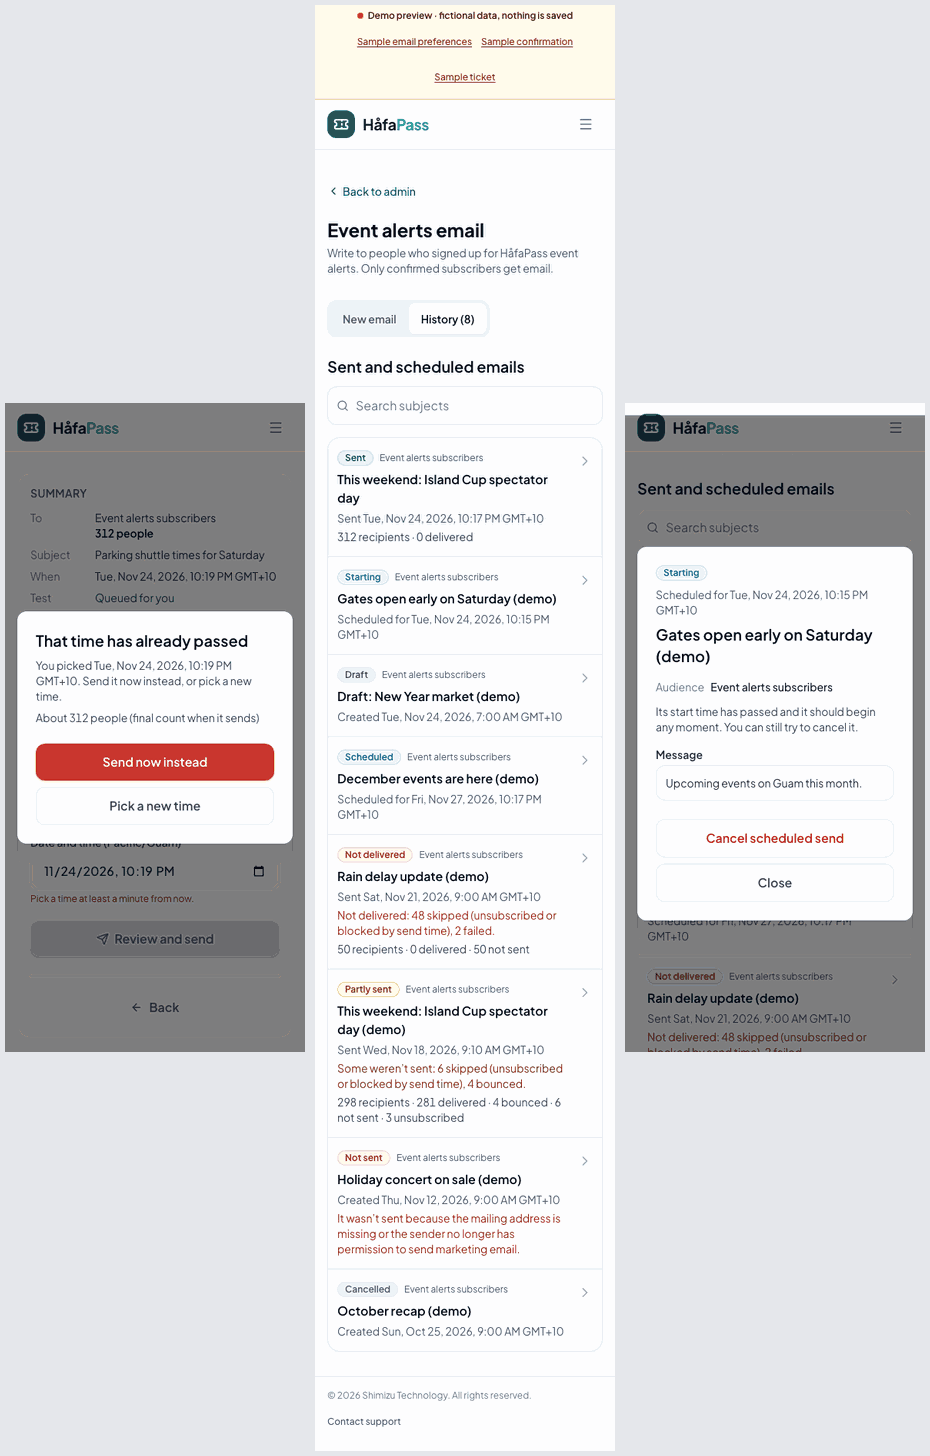 HåfaPass
SUMMARY
To Event alerts subscribers
312 people
Subject Parking shuttle times for Saturday
When Tue, Nov 24, 2026, 10:19 PM GMT+10
Test Queued for you
That time has already passed
You picked Tue, Nov 24, 2026, 10:19 PM
GMT+10. Send it now instead, or pick a new
time.
About 312 people (final count when it sends)
Send now instead
Pick a new time
Date and time (Pacific/Guam)
11/24/2026, 10:19 PM
Pick a time at least a minute from now.
Review and send
Back
Demo preview · fictional data, nothing is saved
Sample email preferences Sample confirmation
Sample ticket
HåfaPass
Back to admin
Event alerts email
Write to people who signed up for HåfaPass event
alerts. Only confirmed subscribers get email.
New email History (8)
Sent and scheduled emails
Search subjects
Sent Event alerts subscribers
This weekend: Island Cup spectator
day
Sent Tue, Nov 24, 2026, 10:17 PM GMT+10
312 recipients · 0 delivered
Starting Event alerts subscribers
Gates open early on Saturday (demo)
Scheduled for Tue, Nov 24, 2026, 10:15 PM
GMT+10
Draft Event alerts subscribers
Draft: New Year market (demo)
Created Tue, Nov 24, 2026, 7:00 AM GMT+10
Scheduled Event alerts subscribers
December events are here (demo)
Scheduled for Fri, Nov 27, 2026, 10:17 PM
GMT+10
Not delivered Event alerts subscribers
Rain delay update (demo)
Sent Sat, Nov 21, 2026, 9:00 AM GMT+10
Not delivered: 48 skipped (unsubscribed or
blocked by send time), 2 failed.
50 recipients · 0 delivered · 50 not sent
Partly sent Event alerts subscribers
This weekend: Island Cup spectator
day (demo)
Sent Wed, Nov 18, 2026, 9:10 AM GMT+10
Some weren't sent: 6 skipped (unsubscribed
or blocked by send time), 4 bounced.
298 recipients · 281 delivered · 4 bounced · 6
not sent · 3 unsubscribed
Not sent Event alerts subscribers
Holiday concert on sale (demo)
Created Thu, Nov 12, 2026, 9:00 AM GMT+10
It wasn't sent because the mailing address is
missing or the sender no longer has
permission to send marketing email.
Cancelled Event alerts subscribers
October recap (demo)
Created Sun, Oct 25, 2026, 9:00 AM GMT+10
© 2026 Shimizu Technology. All rights reserved.
Contact support
HåfaPass
Sent and scheduled emails
Search subjects
Starting
Scheduled for Tue, Nov 24, 2026, 10:15 PM
GMT+10
Gates open early on Saturday
(demo)
Audience Event alerts subscribers
Its start time has passed and it should begin
any moment. You can still try to cancel it.
Message
Upcoming events on Guam this month.
Cancel scheduled send
Close
Scheduled for Fri, Nov 27, 2026, 10:17 PM
GMT+10
Not delivered Event alerts subscribers
Rain delay update (demo)
Sent Sat, Nov 21, 2026, 9:00 AM GMT+10
Not delivered: 48 skipped (unsubscribed or
blocked by send time), 2 failed.